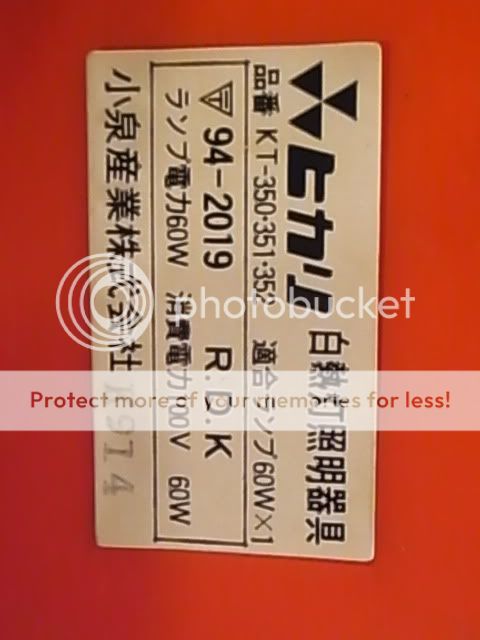 ヒカリ 白熱灯照明器具
品番 KT-350・351・352 適合ランプ60W×1
94-2019 R.D.K
ランプ電力60W 消費電力100V 60W
小泉産業株式会社
photobucket
Protect more of your memories for less!